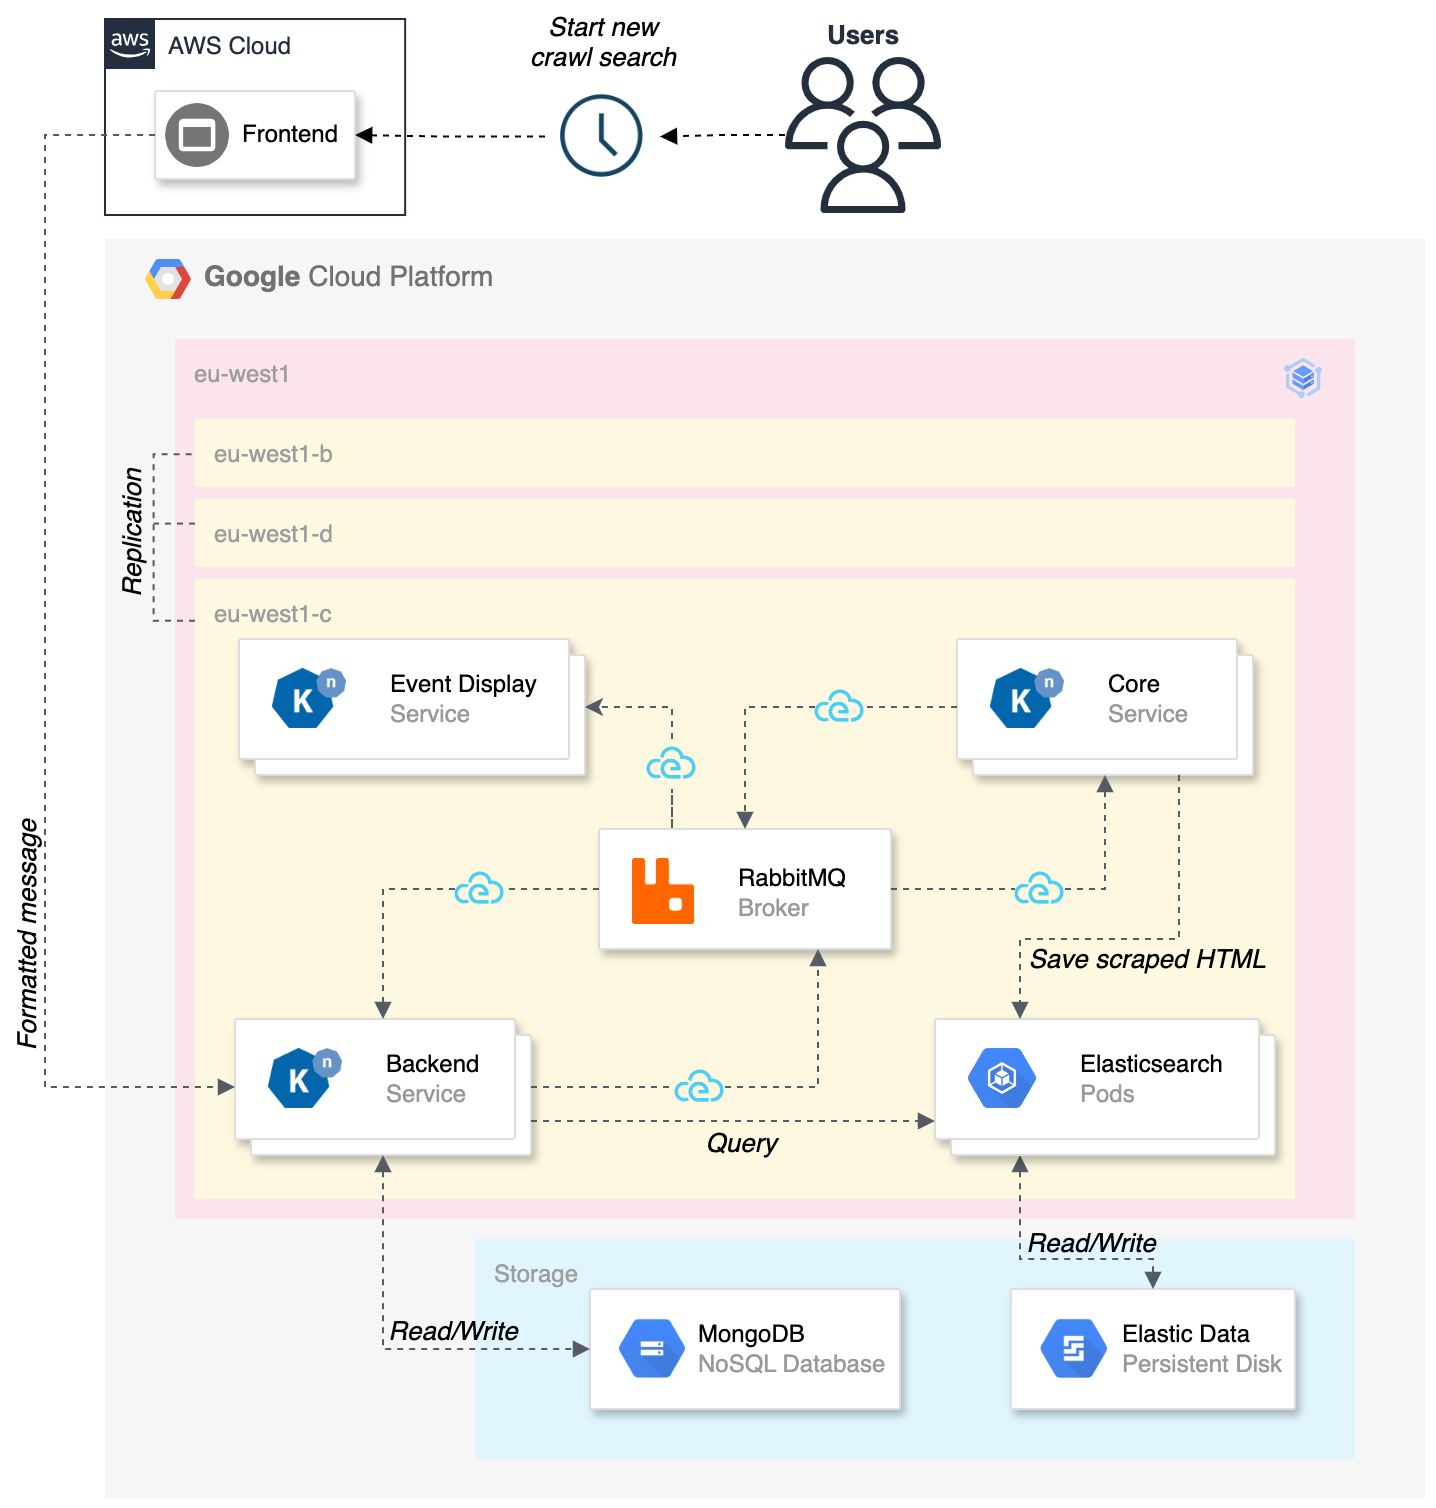 aws
AWS Cloud
Frontend
Start new
crawl search
Users
Google Cloud Platform
eu-west1
eu-west1-b
eu-west1-d
eu-west1-c
Replication
Formatted message
K n
Event Display
Service
K n
Core
Service
e
e
RabbitMQ
Broker
e
e
Save scraped HTML
K n
Backend
Service
e
Query
Elasticsearch
Pods
Read/Write
Storage
Read/Write
MongoDB
NoSQL Database
Elastic Data
Persistent Disk